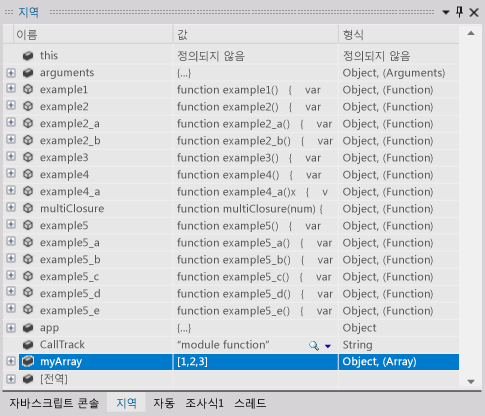 지역
이름 값 형식
this 정의되지 않음 정의되지 않음
arguments {...} Object, (Arguments)
example1 function example1() { var Object, (Function)
example2 function example2() { var Object, (Function)
example2_a function example2_a() { var Object, (Function)
example2_b function example2_b() { var Object, (Function)
example3 function example3() { var Object, (Function)
example4 function example4() { var Object, (Function)
example4_a function example4_a()x { v Object, (Function)
multiClosure function multiClosure(num) { Object, (Function)
example5 function example5() { var Object, (Function)
example5_a function example5_a() { var Object, (Function)
example5_b function example5_b() { var Object, (Function)
example5_c function example5_c() { var Object, (Function)
example5_d function example5_d() { var Object, (Function)
example5_e function example5_e() { var Object, (Function)
app {...} Object
CallTrack “module function” String
myArray [1,2,3] Object, (Array)
[전역]
자바스크립트 콘솔 지역 자동 조사식1 스레드